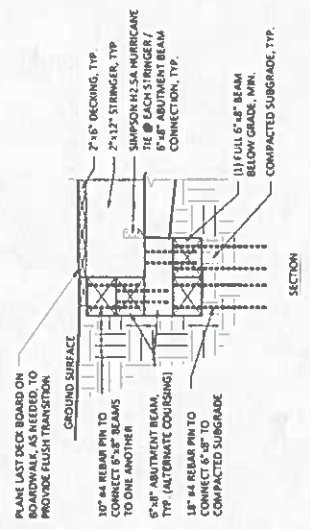 PLANE LAST DECK BOARD ON
BOARDWALK, AS NEEDED, TO
PROVIDE FLUSH TRANSITION
GROUND SURFACE
10" #4 REBAR PIN TO
CONNECT 6"x8" BEAMS
TO ONE ANOTHER
6"x8" ABUTMENT BEAM,
TYP. (ALTERNATE COURSING)
18" #4 REBAR PIN TO
CONNECT 6"x8" TO
COMPACTED SUBGRADE
2"x6" DECKING, TYP.
2"x12" STRINGER, TYP
SIMPSON H2.5A HURRICANE
TIE @ EACH STRINGER /
6"x8" ABUTMENT BEAM
CONNECTION, TYP.
(1) FULL 6"x8" BEAM
BELOW GRADE, MIN.
COMPACTED SUBGRADE, TYP.
SECTION